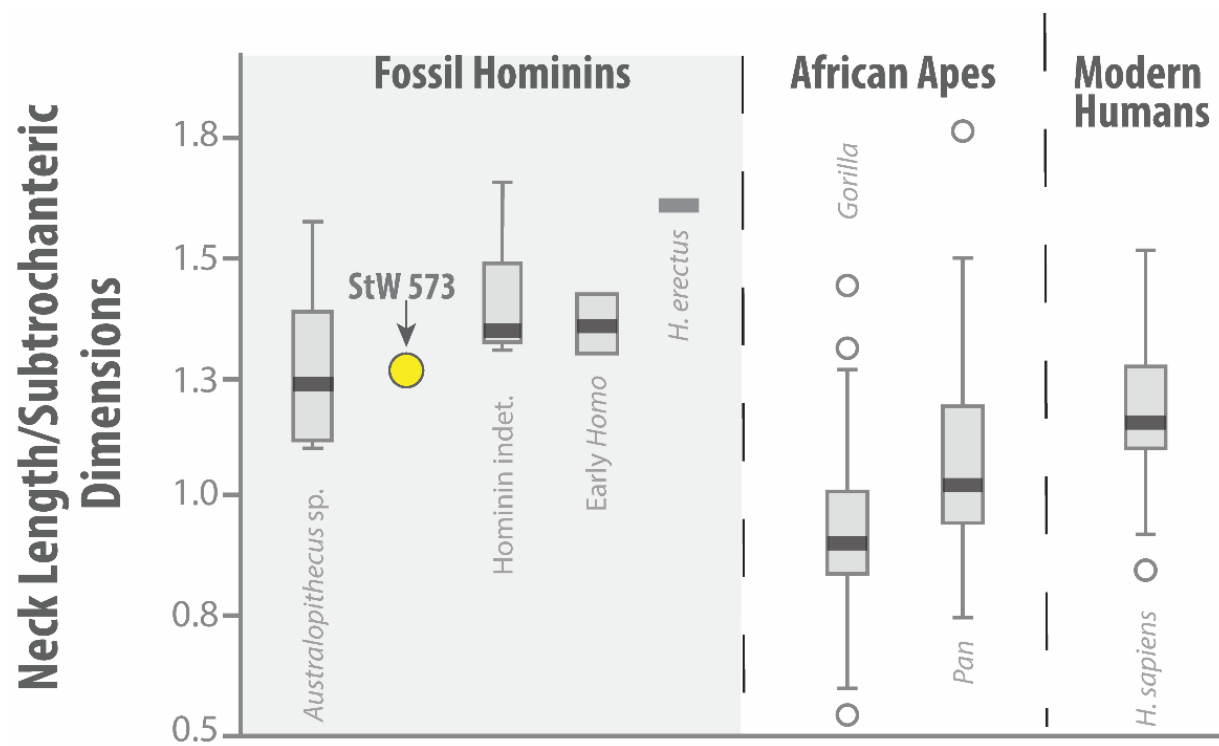 Neck Length/Subtrochanteric
Dimensions
1.8
1.5
1.3
1.0
0.8
0.5
Fossil Hominins
African Apes
Modern
Humans
Australopithecus sp.
StW 573
Hominin indet.
Early Homo
H. erectus
Gorilla
Pan
H. sapiens